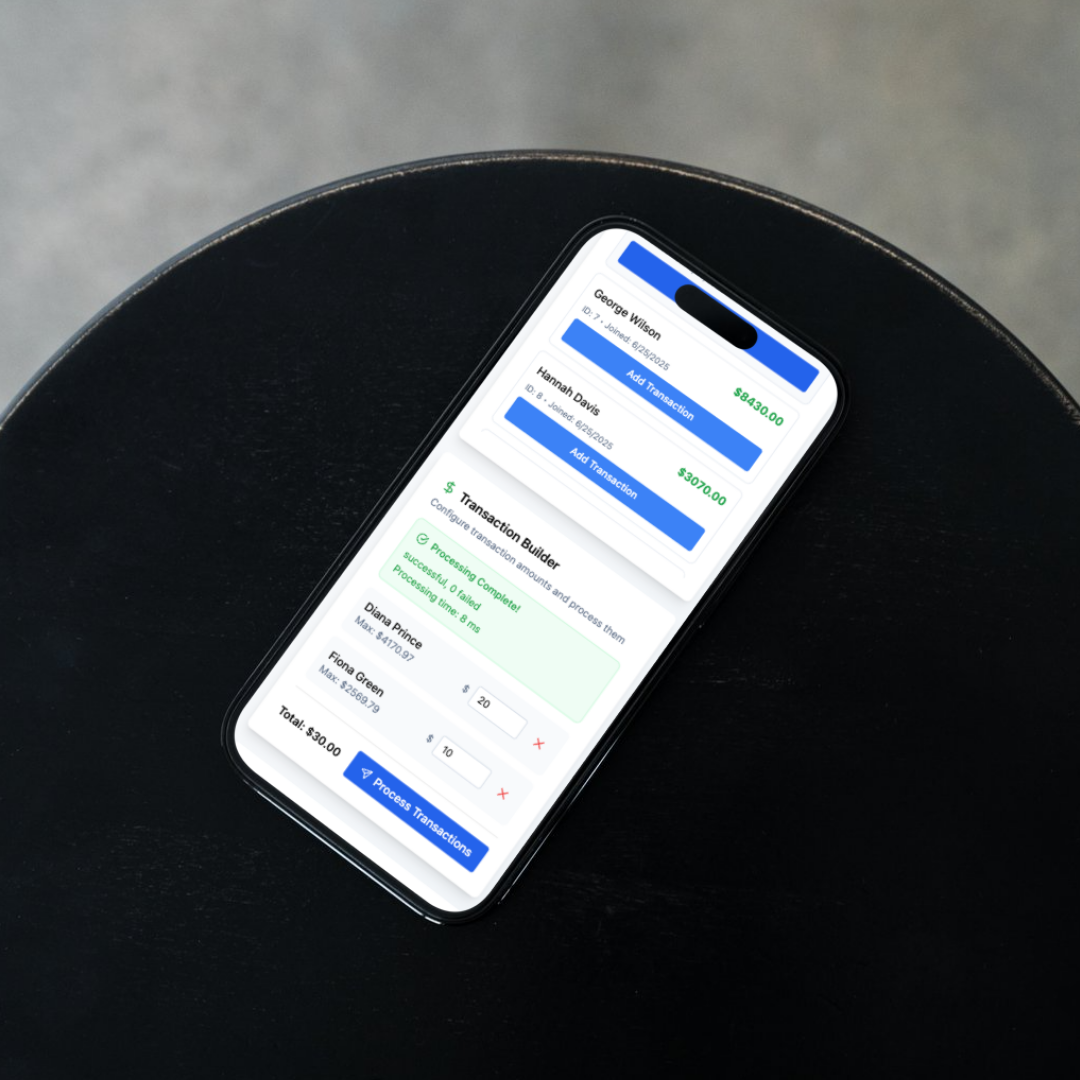 George Wilson
ID: 7 • Joined: 6/25/2025
$8430.00
Add Transaction
Hannah Davis
ID: 8 • Joined: 6/25/2025
$3070.00
Add Transaction
$ Transaction Builder
Configure transaction amounts and process them
Processing Complete!
successful, 0 failed
Processing time: 8 ms
Diana Prince
Max: $4170.97
$ 20
Fiona Green
Max: $2569.79
$ 10
Total: $30.00
Process Transactions